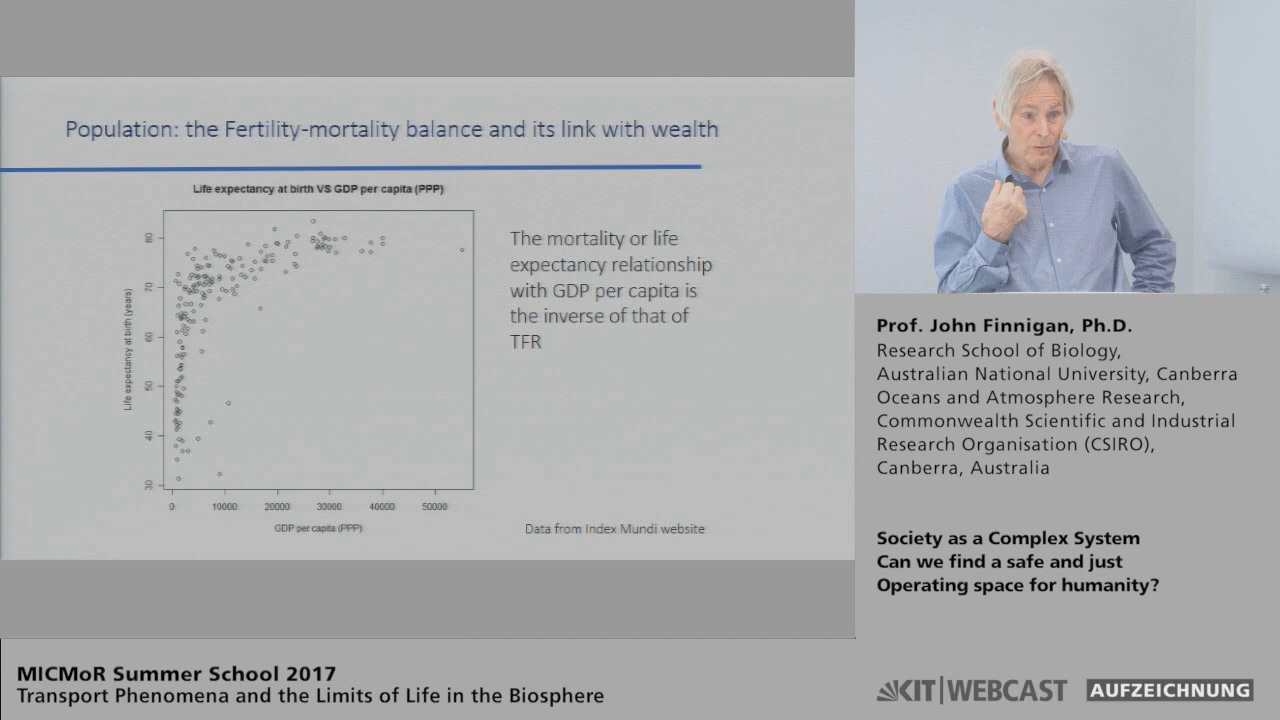 Population: the Fertility-mortality balance and its link with wealth
Life expectancy at birth VS GDP per capita (PPP)
Life expectancy at birth (years)
80
70
60
50
40
30
0 10000 20000 30000 40000 50000
GDP per capita (PPP)
The mortality or life
expectancy relationship
with GDP per capita is
the inverse of that of
TFR
Data from Index Mundi website
Prof. John Finnigan, Ph.D.
Research School of Biology,
Australian National University, Canberra
Oceans and Atmosphere Research,
Commonwealth Scientific and Industrial
Research Organisation (CSIRO),
Canberra, Australia
Society as a Complex System
Can we find a safe and just
Operating space for humanity?
MICMoR Summer School 2017
Transport Phenomena and the Limits of Life in the Biosphere
KIT|WEBCAST AUFZEICHNUNG